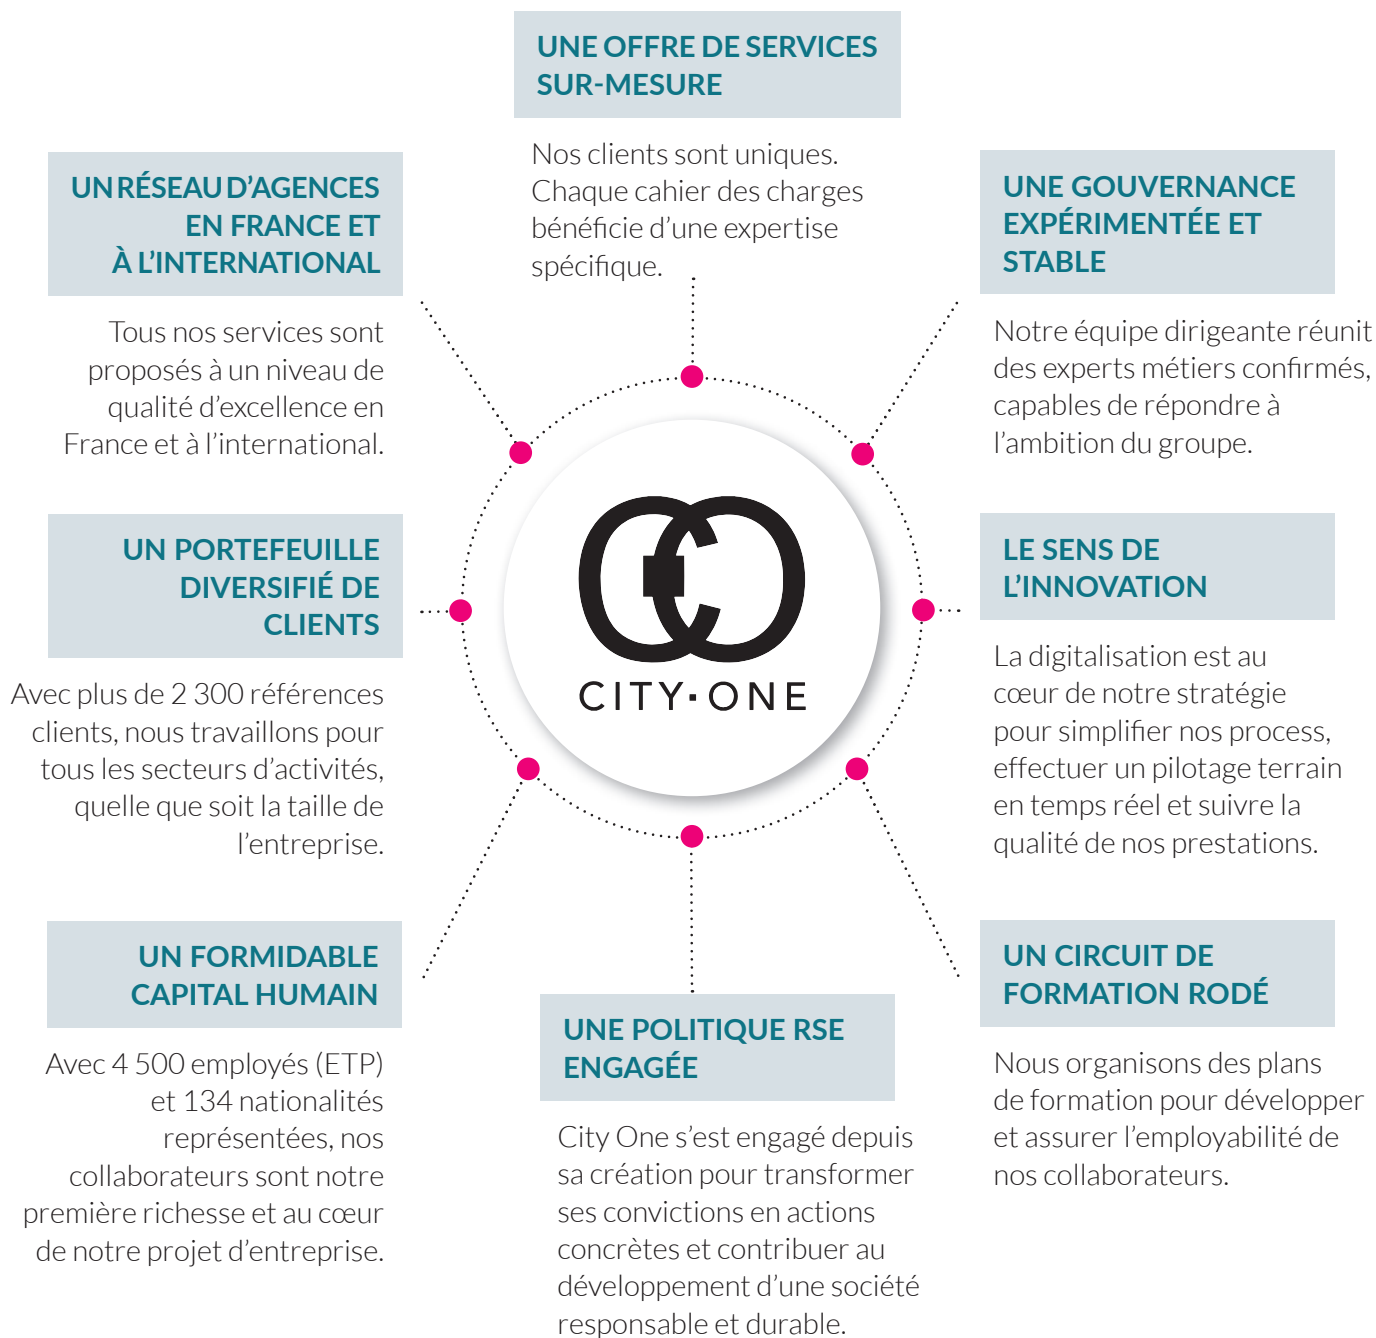 UNE OFFRE DE SERVICES
SUR-MESURE
Nos clients sont uniques.
Chaque cahier des charges
bénéficie d’une expertise
spécifique.
UNE GOUVERNANCE
EXPÉRIMENTÉE ET
STABLE
Notre équipe dirigeante réunit
des experts métiers confirmés,
capables de répondre à
l’ambition du groupe.
LE SENS DE
L’INNOVATION
La digitalisation est au
cœur de notre stratégie
pour simplifier nos process,
effectuer un pilotage terrain
en temps réel et suivre la
qualité de nos prestations.
UN CIRCUIT DE
FORMATION RODÉ
Nous organisons des plans
de formation pour développer
et assurer l’employabilité de
nos collaborateurs.
UNE POLITIQUE RSE
ENGAGÉE
City One s’est engagé depuis
sa création pour transformer
ses convictions en actions
concrètes et contribuer au
développement d’une société
responsable et durable.
UN FORMIDABLE
CAPITAL HUMAIN
Avec 4 500 employés (ETP)
et 134 nationalités
représentées, nos
collaborateurs sont notre
première richesse et au cœur
de notre projet d’entreprise.
UN PORTEFEUILLE
DIVERSIFIÉ DE
CLIENTS
Avec plus de 2 300 références
clients, nous travaillons pour
tous les secteurs d’activités,
quelle que soit la taille de
l’entreprise.
UN RÉSEAU D’AGENCES
EN FRANCE ET
À L’INTERNATIONAL
Tous nos services sont
proposés à un niveau de
qualité d’excellence en
France et à l’international.
CITY·ONE